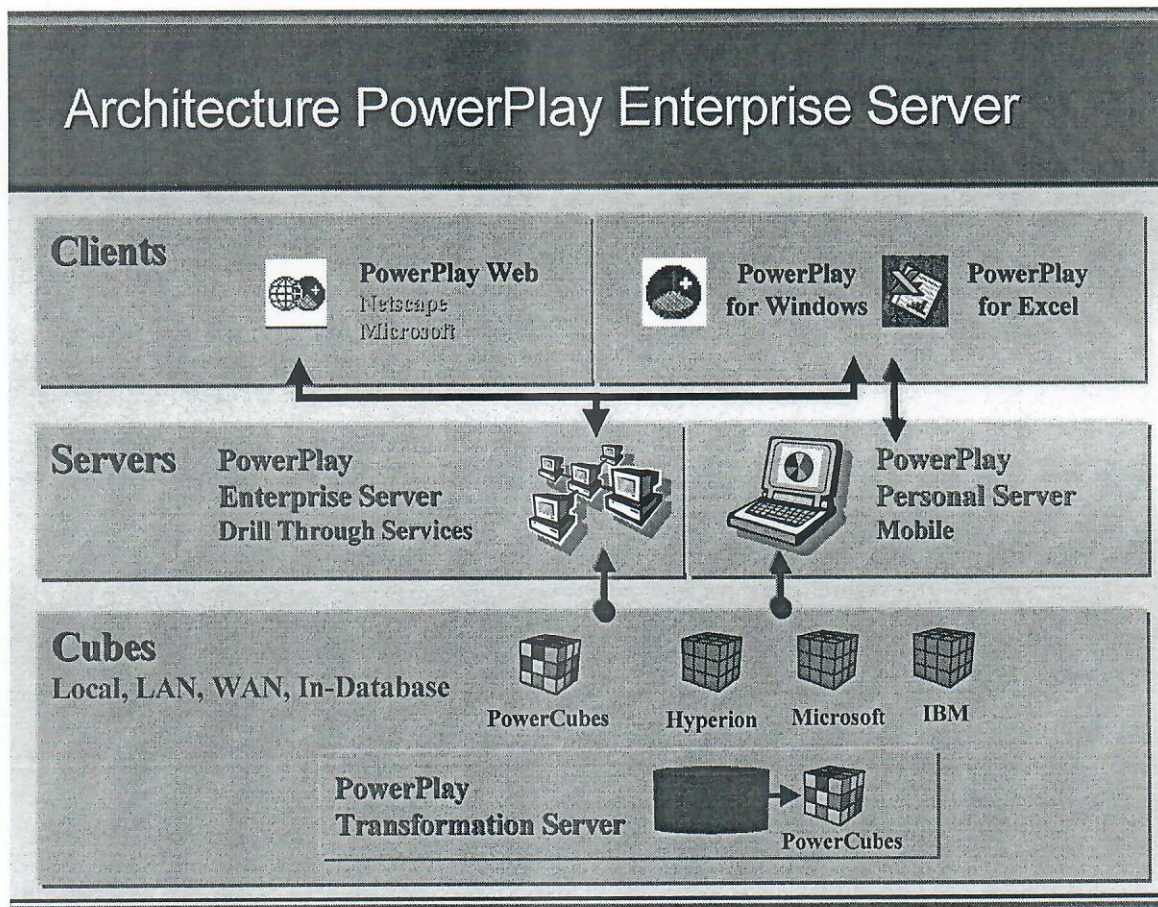 Architecture PowerPlay Enterprise Server
Clients
PowerPlay Web
Netscape
Microsoft
PowerPlay
for Windows
PowerPlay
for Excel
Servers
PowerPlay
Enterprise Server
Drill Through Services
PowerPlay
Personal Server
Mobile
Cubes
Local, LAN, WAN, In-Database
PowerCubes
Hyperion
Microsoft
IBM
PowerPlay
Transformation Server
PowerCubes